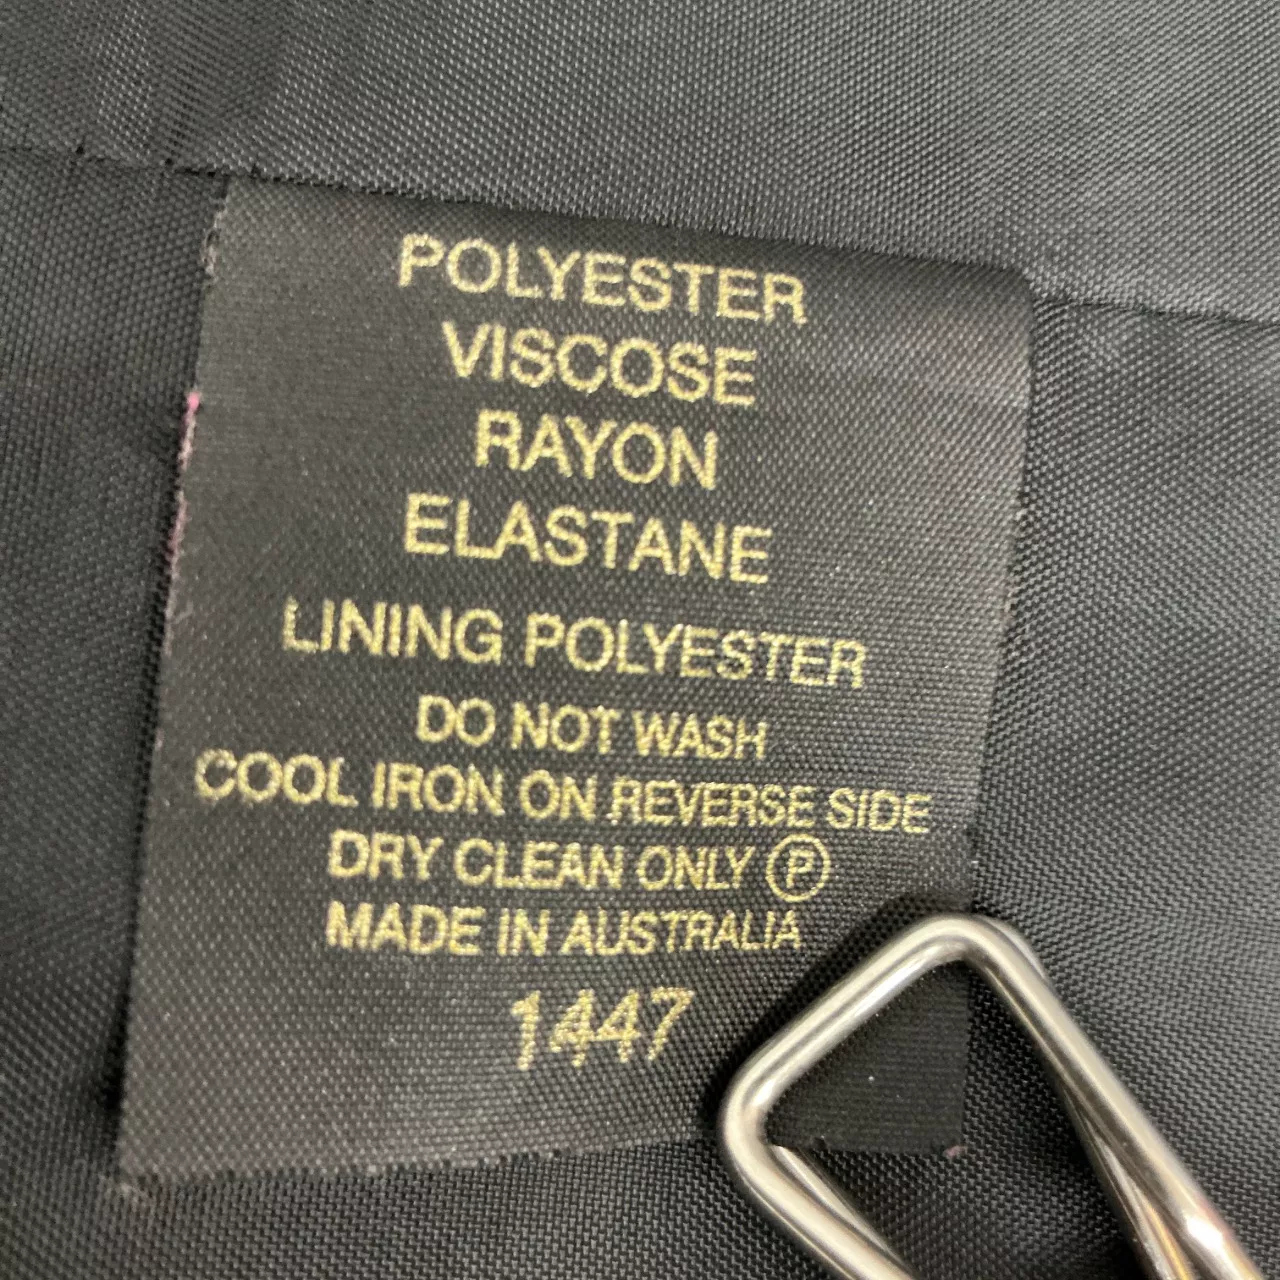 POLYESTER
VISCOSE
RAYON
ELASTANE
LINING POLYESTER
DO NOT WASH
COOL IRON ON REVERSE SIDE
DRY CLEAN ONLY Ⓟ
MADE IN AUSTRALIA
1447